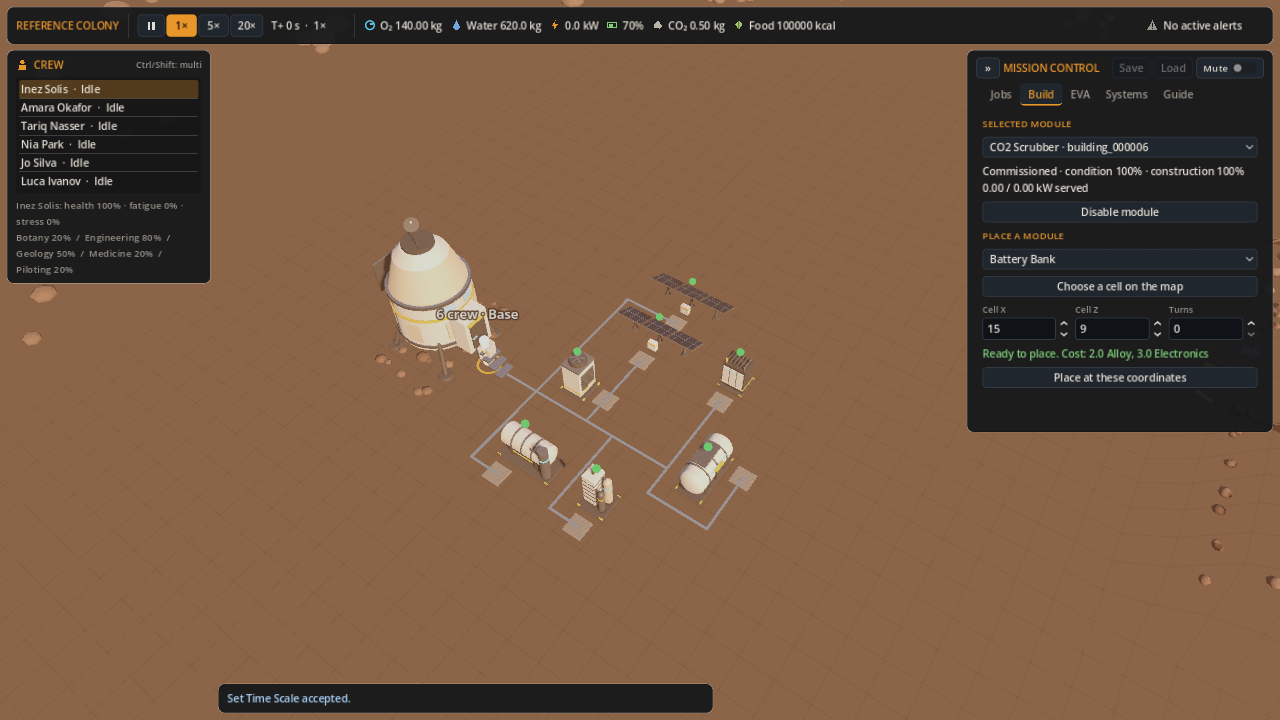 REFERENCE COLONY
1×
5×
20×
T+ 0 s · 1×
O₂ 140.00 kg
Water 620.0 kg
0.0 kW
70%
CO₂ 0.50 kg
Food 100000 kcal
No active alerts
CREW
Ctrl/Shift: multi
Inez Solis · Idle
Amara Okafor · Idle
Tariq Nasser · Idle
Nia Park · Idle
Jo Silva · Idle
Luca Ivanov · Idle
Inez Solis: health 100% · fatigue 0% ·
stress 0%
Botany 20% / Engineering 80% /
Geology 50% / Medicine 20% /
Piloting 20%
6 crew · Base
»
MISSION CONTROL
Save
Load
Mute
Jobs
Build
EVA
Systems
Guide
SELECTED MODULE
CO2 Scrubber · building_000006
Commissioned · condition 100% · construction 100%
0.00 / 0.00 kW served
Disable module
PLACE A MODULE
Battery Bank
Choose a cell on the map
Cell X
Cell Z
Turns
15
9
0
Ready to place. Cost: 2.0 Alloy, 3.0 Electronics
Place at these coordinates
Set Time Scale accepted.